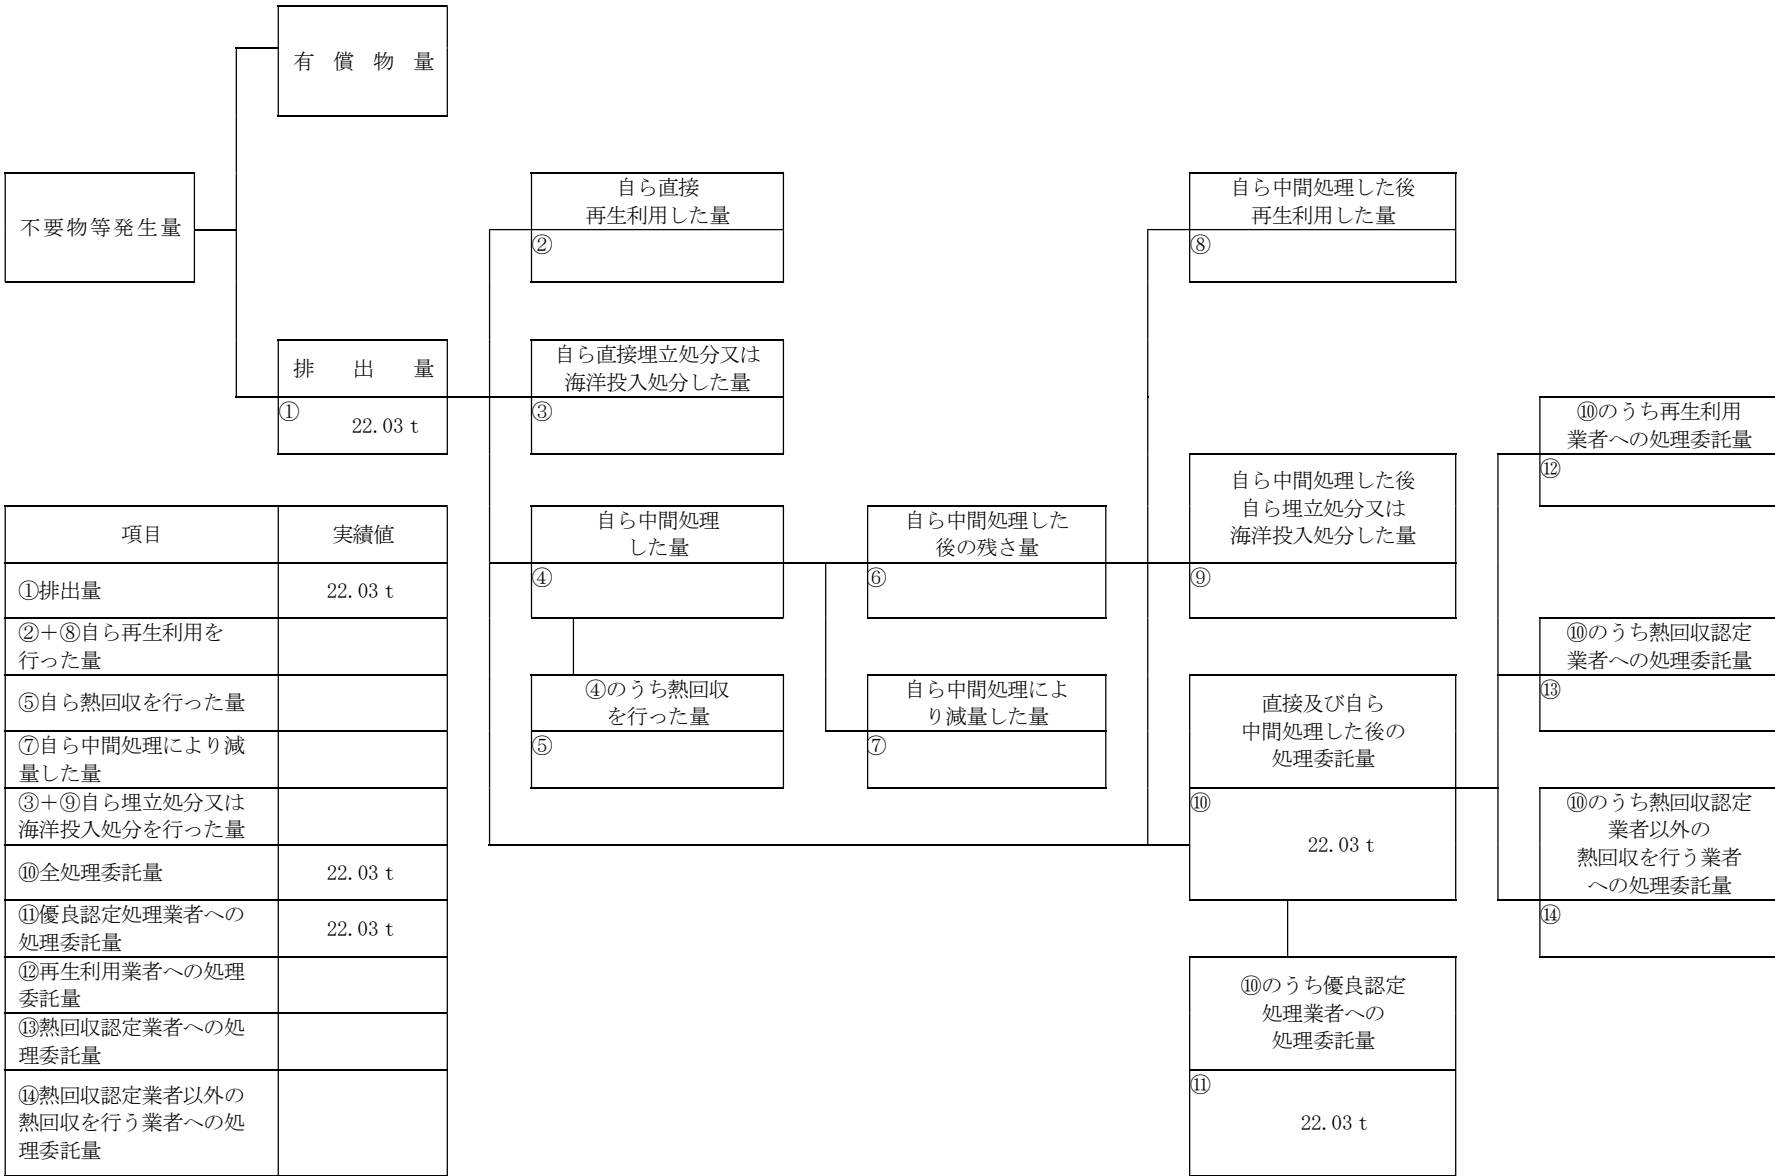 有償物量
不要物等発生量
自ら直接
再生利用した量
②
自ら中間処理した後
再生利用した量
⑧
排出量
①
22.03 t
自ら直接埋立処分又は
海洋投入処分した量
③
⑩のうち再生利用
業者への処理委託量
⑫
自ら中間処理
した量
④
自ら中間処理した
後の残さ量
⑥
自ら中間処理した後
自ら埋立処分又は
海洋投入処分した量
⑨
⑩のうち熱回収認定
業者への処理委託量
⑬
④のうち熱回収
を行った量
⑤
自ら中間処理によ
り減量した量
⑦
直接及び自ら
中間処理した後の
処理委託量
⑩
22.03 t
⑩のうち熱回収認定
業者以外の
熱回収を行う業者
への処理委託量
⑭
⑩のうち優良認定
処理業者への
処理委託量
⑪
22.03 t
項目 実績値
①排出量 22.03 t
②+⑧自ら再生利用を
行った量
⑤自ら熱回収を行った量
⑦自ら中間処理により減
量した量
③+⑨自ら埋立処分又は
海洋投入処分を行った量
⑩全処理委託量 22.03 t
⑪優良認定処理業者への
処理委託量 22.03 t
⑫再生利用業者への処理
委託量
⑬熱回収認定業者への処
理委託量
⑭熱回収認定業者以外の
熱回収を行う業者への処
理委託量